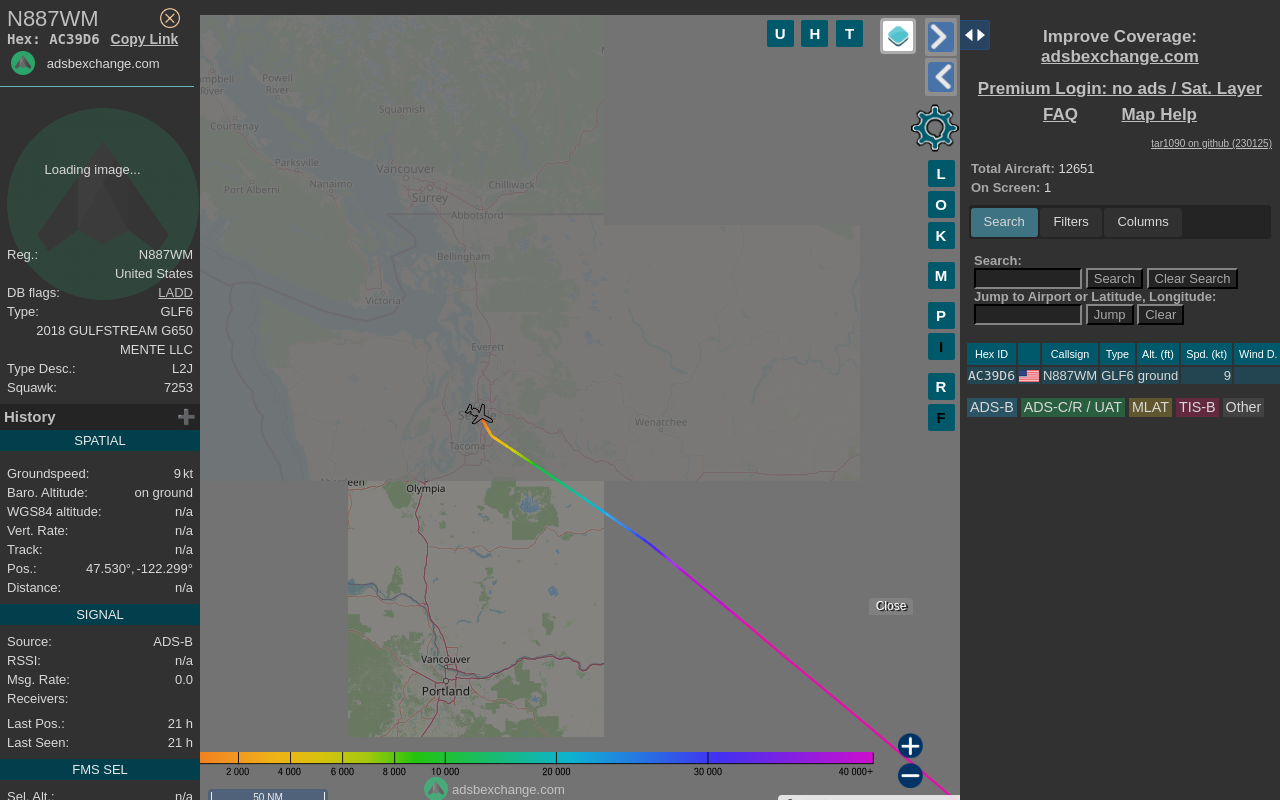 N887WM
Hex: AC39D6 Copy Link
adsbexchange.com
Loading image...
Reg.: N887WM
United States
DB flags: LADD
Type: GLF6
2018 GULFSTREAM G650
MENTE LLC
Type Desc.: L2J
Squawk: 7253
History
SPATIAL
Groundspeed: 9 kt
Baro. Altitude: on ground
WGS84 altitude: n/a
Vert. Rate: n/a
Track: n/a
Pos.: 47.530°, -122.299°
Distance: n/a
SIGNAL
Source: ADS-B
RSSI: n/a
Msg. Rate: 0.0
Receivers:
Last Pos.: 21 h
Last Seen: 21 h
FMS SEL
Sel. Alt.: n/a
U H T
L
O
K
M
P
I
R
F
Campbell
River
Powell
River
Squamish
Courtenay
Parksville
Vancouver
Port Alberni
Nanaimo
Chilliwack
Surrey
Abbotsford
Bellingham
Victoria
Everett
Wenatchee
Tacoma
Olympia
Vancouver
Portland
Close
2 000 4 000 6 000 8 000 10 000 20 000 30 000 40 000+
adsbexchange.com
50 NM
Improve Coverage:
adsbexchange.com
Premium Login: no ads / Sat. Layer
FAQ Map Help
tar1090 on github (230125)
Total Aircraft: 12651
On Screen: 1
Search Filters Columns
Search:
Search Clear Search
Jump to Airport or Latitude, Longitude:
Jump Clear
Hex ID Callsign Type Alt. (ft) Spd. (kt) Wind D.
AC39D6 N887WM GLF6 ground 9
ADS-B ADS-C/R / UAT MLAT TIS-B Other